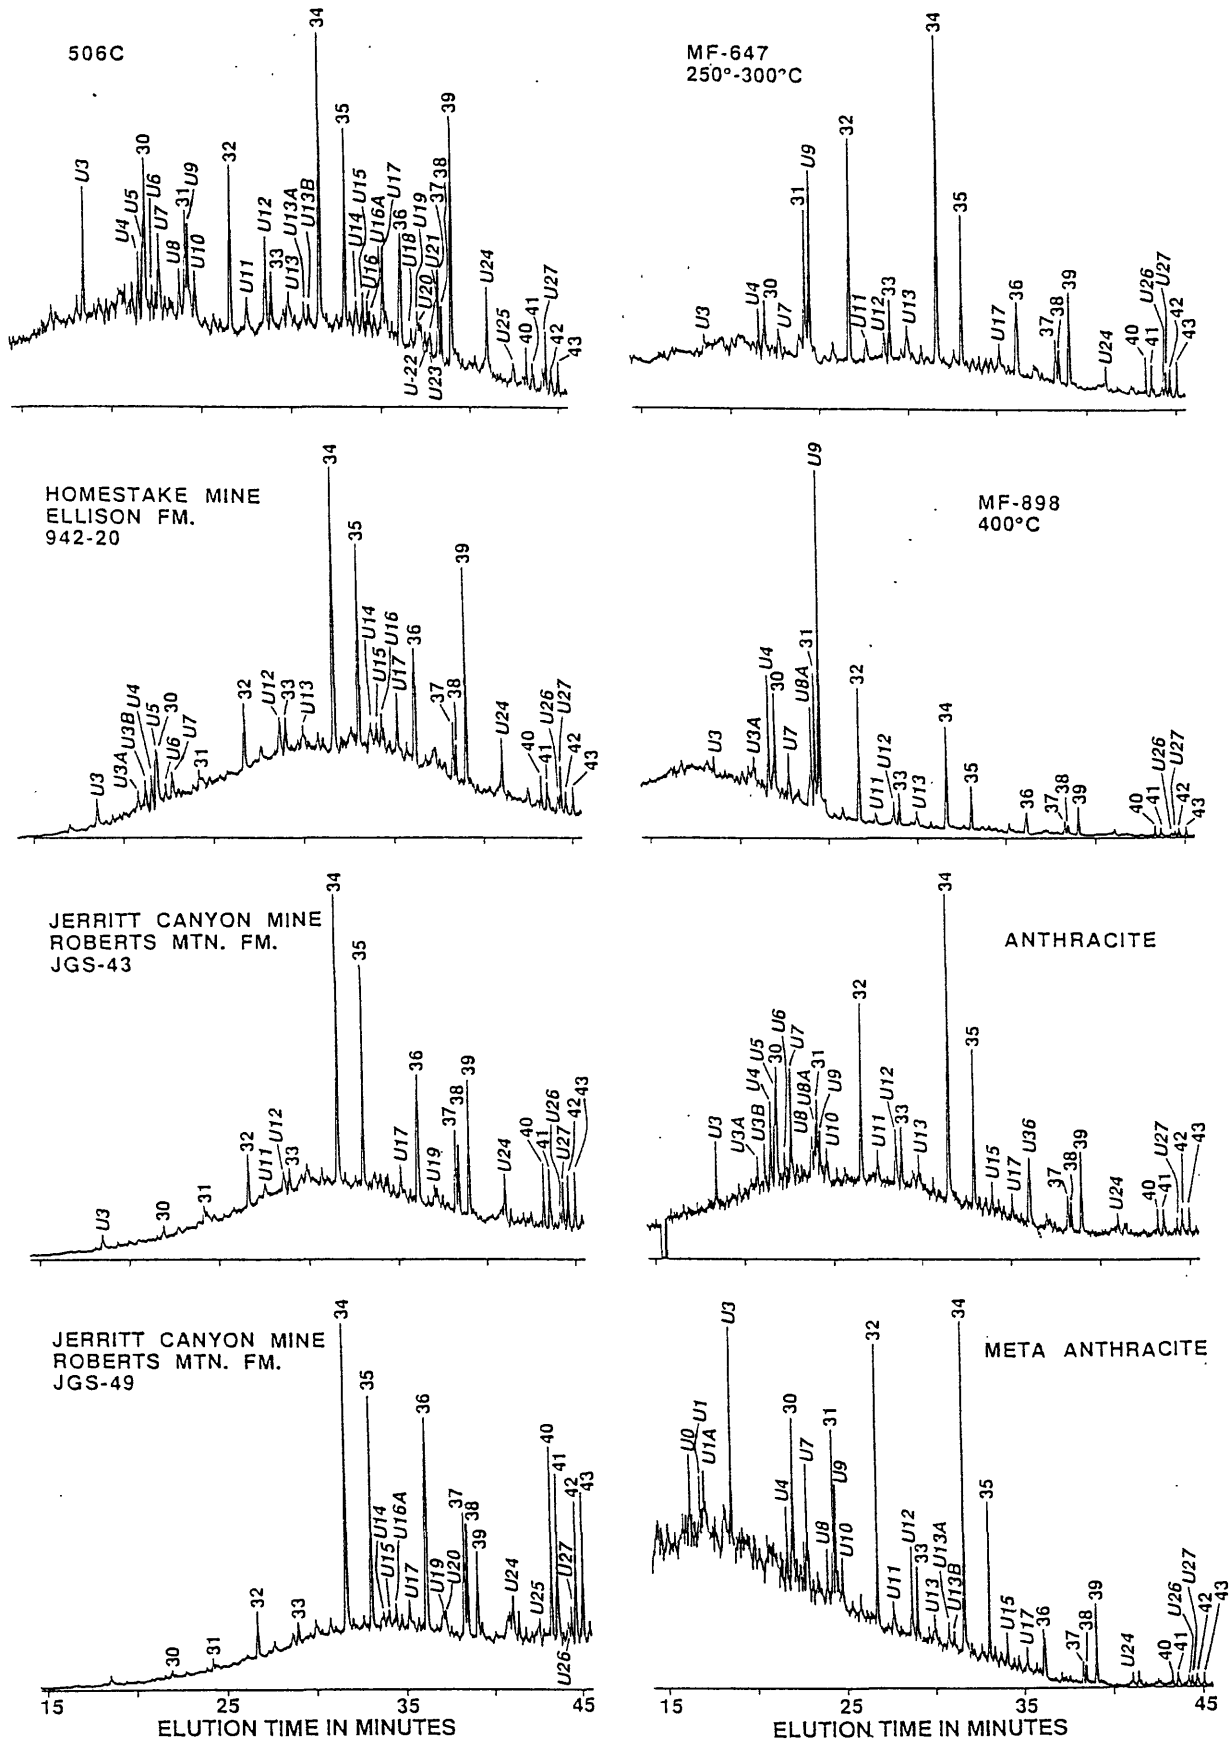 506C
U3
U4
U5
30
U6
U7
U8
31
U9
U10
32
U11
U12
33
U13
U13A
U13B
34
35
U14
U15
U16
U16A
U17
36
U18
U19
U20
U-22
U21
U23
37
38
39
U24
U25
40
41
U27
42
43
MF-647
250°-300°C
U3
U4
30
U7
31
U9
32
U11
U12
33
U13
34
35
U17
36
37
38
39
U24
40
41
U26
U27
42
43
HOMESTAKE MINE
ELLISON FM.
942-20
U3
U3A
U3B
U4
U5
30
U6
U7
31
32
U12
33
U13
34
35
U14
U15
U16
U17
36
37
38
39
U24
40
41
U26
U27
42
43
MF-898
400°C
U3
U3A
U4
30
U7
U8A
31
U9
32
U11
U12
33
U13
34
35
36
37
38
39
40
41
U26
U27
42
43
JERRITT CANYON MINE
ROBERTS MTN. FM.
JGS-43
U3
30
31
32
U11
U12
33
34
35
U17
36
U19
37
38
39
U24
40
41
U26
U27
42
43
ANTHRACITE
U3
U3A
U3B
U4
U5
30
U6
U7
U8
U8A
31
U9
U10
32
U11
U12
33
U13
34
35
U15
U17
U36
37
38
39
U24
40
41
U27
42
43
JERRITT CANYON MINE
ROBERTS MTN. FM.
JGS-49
30
31
32
33
34
35
U14
U15
U16A
U17
36
U19
U20
37
38
39
U24
U25
40
41
U26
U27
42
43
15
25
35
45
ELUTION TIME IN MINUTES
META ANTHRACITE
U0
U1
U1A
U3
U4
30
U7
U8
31
U9
U10
32
U11
U12
33
U13
U13A
U13B
34
35
U15
U17
36
37
38
39
U24
40
41
U26
U27
42
43
15
25
35
45
ELUTION TIME IN MINUTES